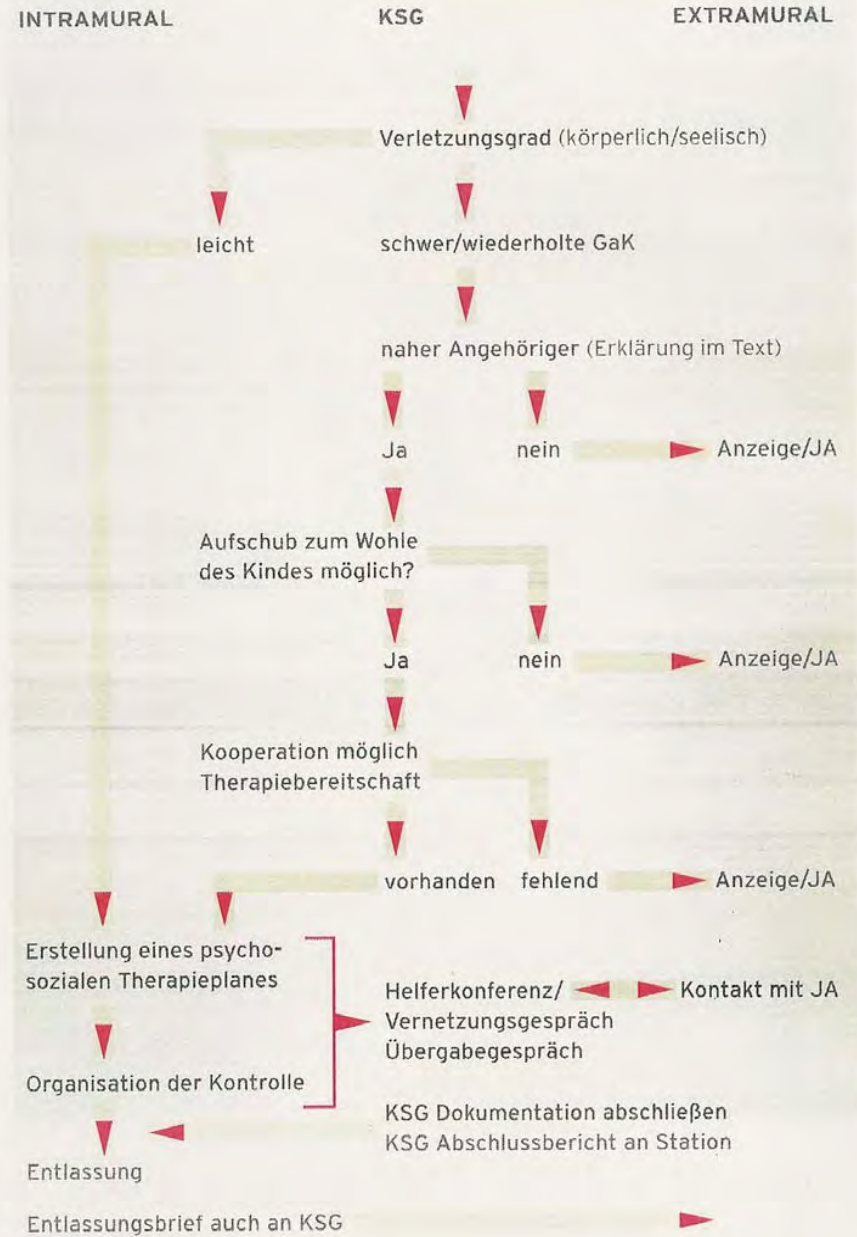 INTRAMURAL KSG EXTRAMURAL
Verletzungsgrad (körperlich/seelisch)
leicht schwer/wiederholte GaK
naher Angehöriger (Erklärung im Text)
Ja nein Anzeige/JA
Aufschub zum Wohle
des Kindes möglich?
Ja nein Anzeige/JA
Kooperation möglich
Therapiebereitschaft
vorhanden fehlend Anzeige/JA
Erstellung eines psycho-
sozialen Therapieplanes
Helferkonferenz/ Kontakt mit JA
Vernetzungsgespräch
Übergabegespräch
Organisation der Kontrolle
KSG Dokumentation abschließen
KSG Abschlussbericht an Station
Entlassung
Entlassungsbrief auch an KSG